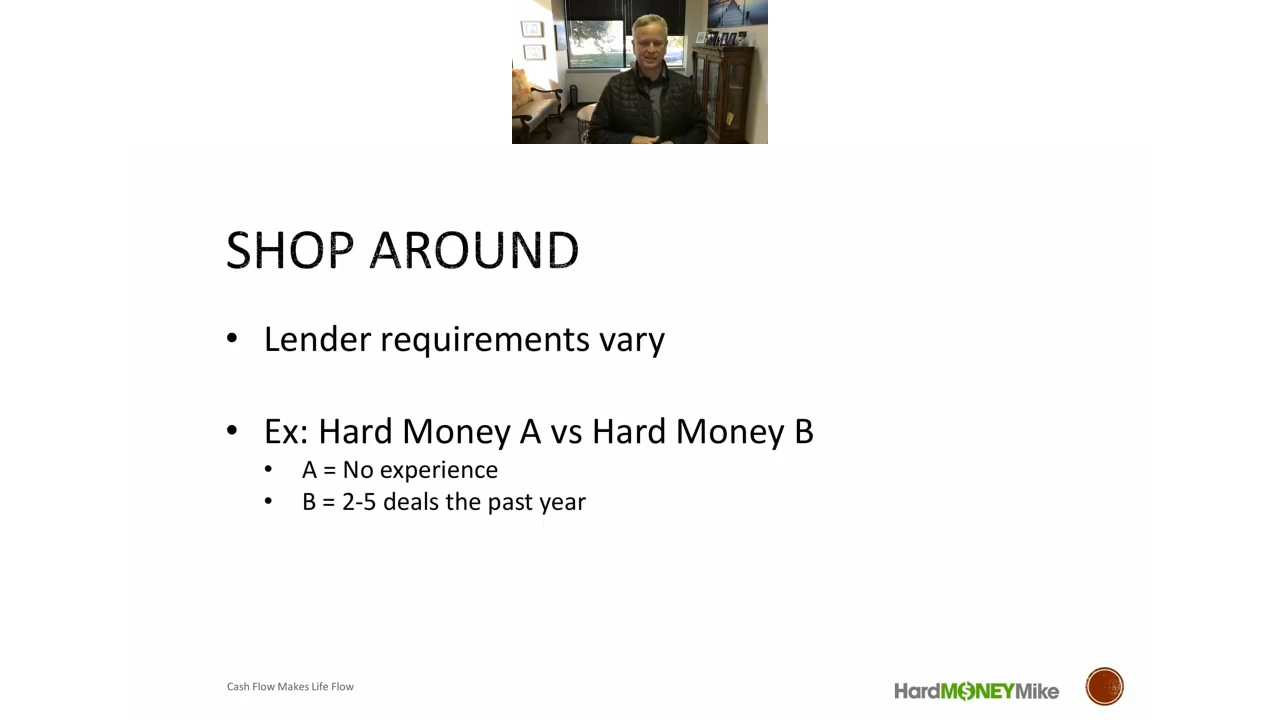 SHOP AROUND
• Lender requirements vary
• Ex: Hard Money A vs Hard Money B
• A = No experience
• B = 2-5 deals the past year
Cash Flow Makes Life Flow
HardMONEYMike